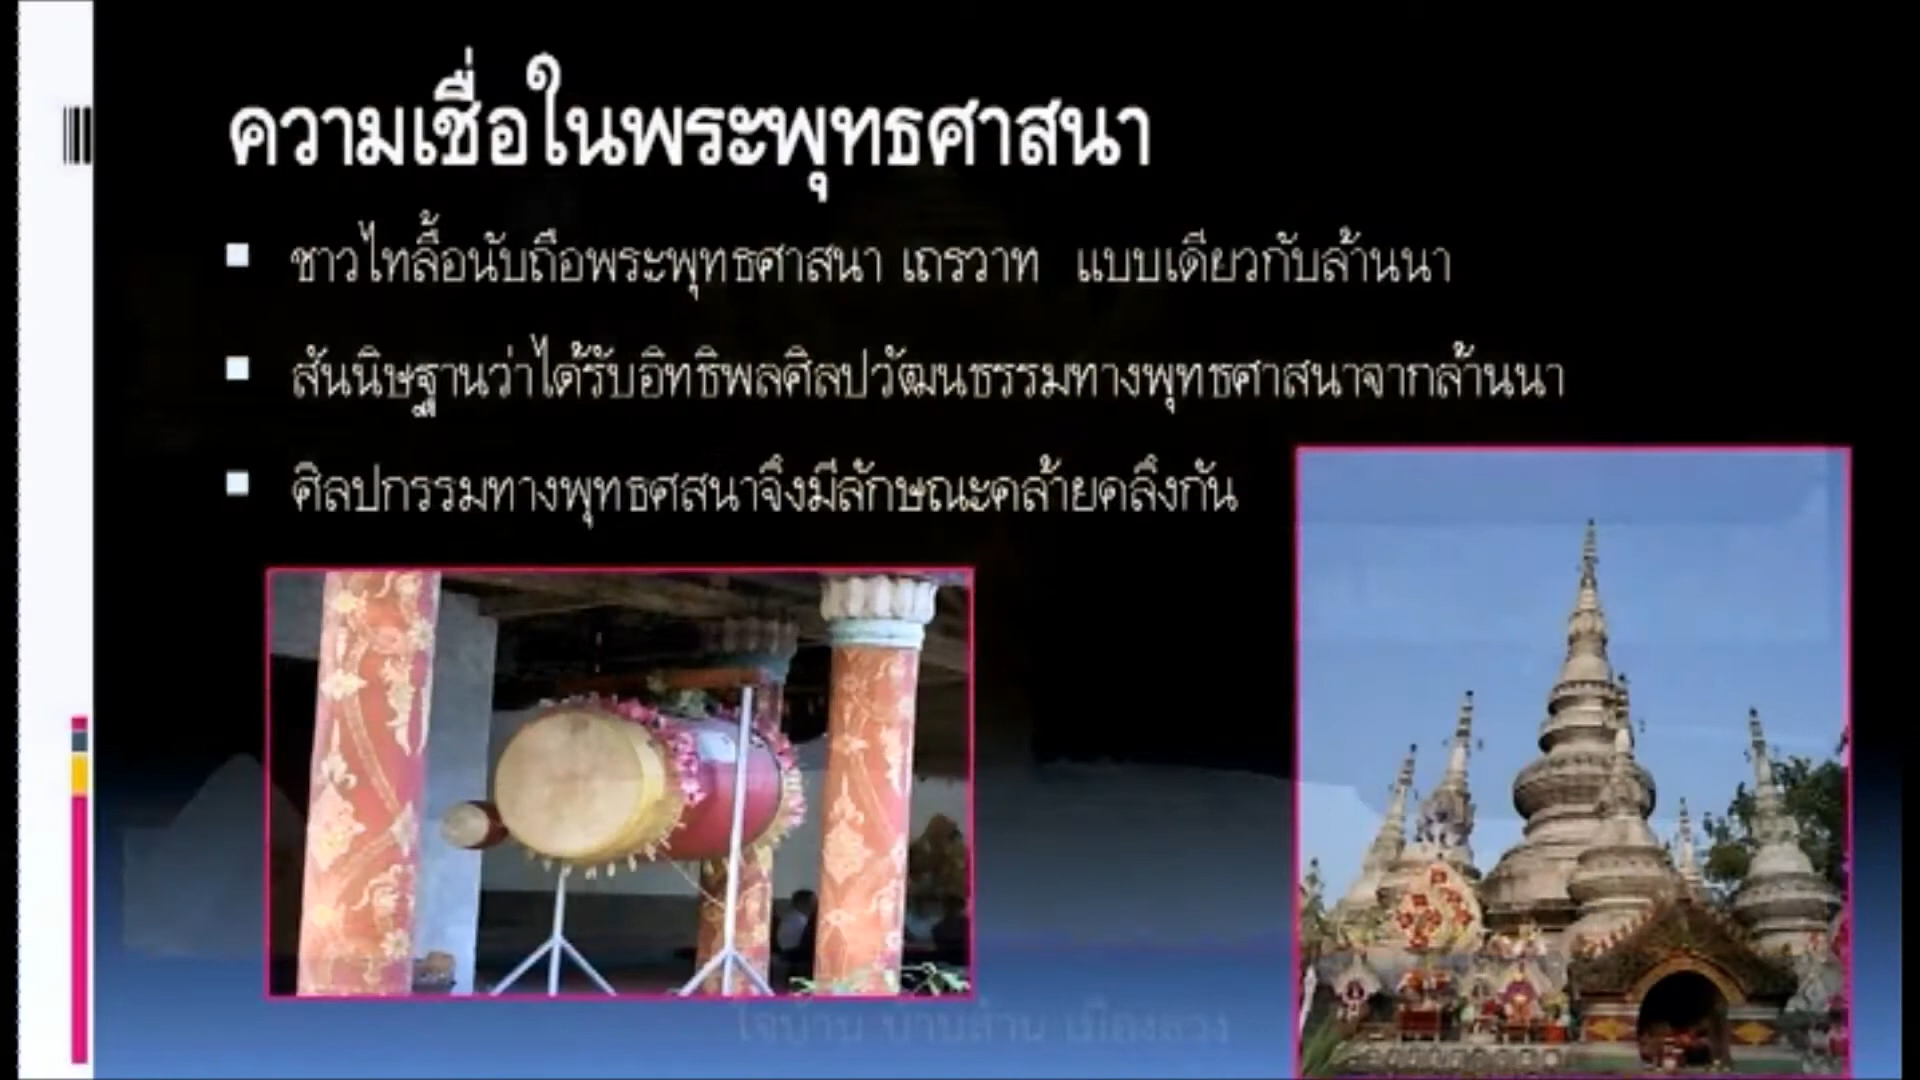 ความเชื่อในพระพุทธศาสนา
ชาวไทลื้อนับถือพระพุทธศาสนา เถรวาท แบบเดียวกับล้านนา
สันนิษฐานว่าได้รับอิทธิพลศิลปวัฒนธรรมทางพุทธศาสนาจากล้านนา
ศิลปกรรมทางพุทธศสนาจึงมีลักษณะคล้ายคลึงกัน